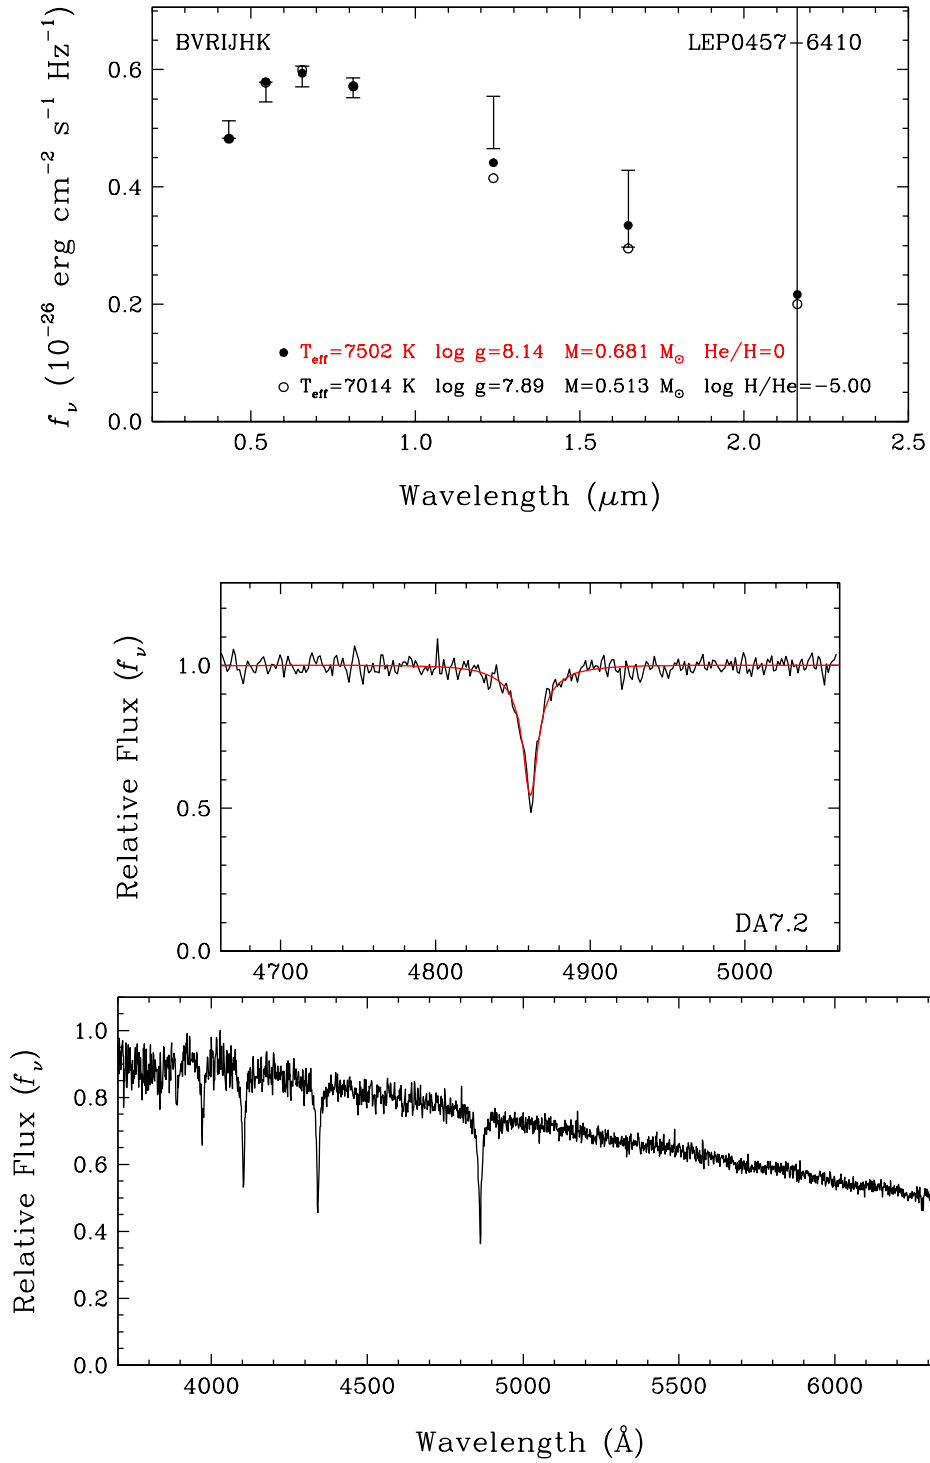 BVRIJHK
LEP0457−6410
0.6
0.4
0.2
0.0
f_ν (10^−26 erg cm^−2 s^−1 Hz^−1)
T_eff=7502 K log g=8.14 M=0.681 M_⊙ He/H=0
T_eff=7014 K log g=7.89 M=0.513 M_⊙ log H/He=−5.00
0.5 1.0 1.5 2.0 2.5
Wavelength (μm)
1.0
0.5
0.0
Relative Flux (f_ν)
DA7.2
4700 4800 4900 5000
1.0
0.8
0.6
0.4
0.2
0.0
Relative Flux (f_ν)
4000 4500 5000 5500 6000
Wavelength (Å)